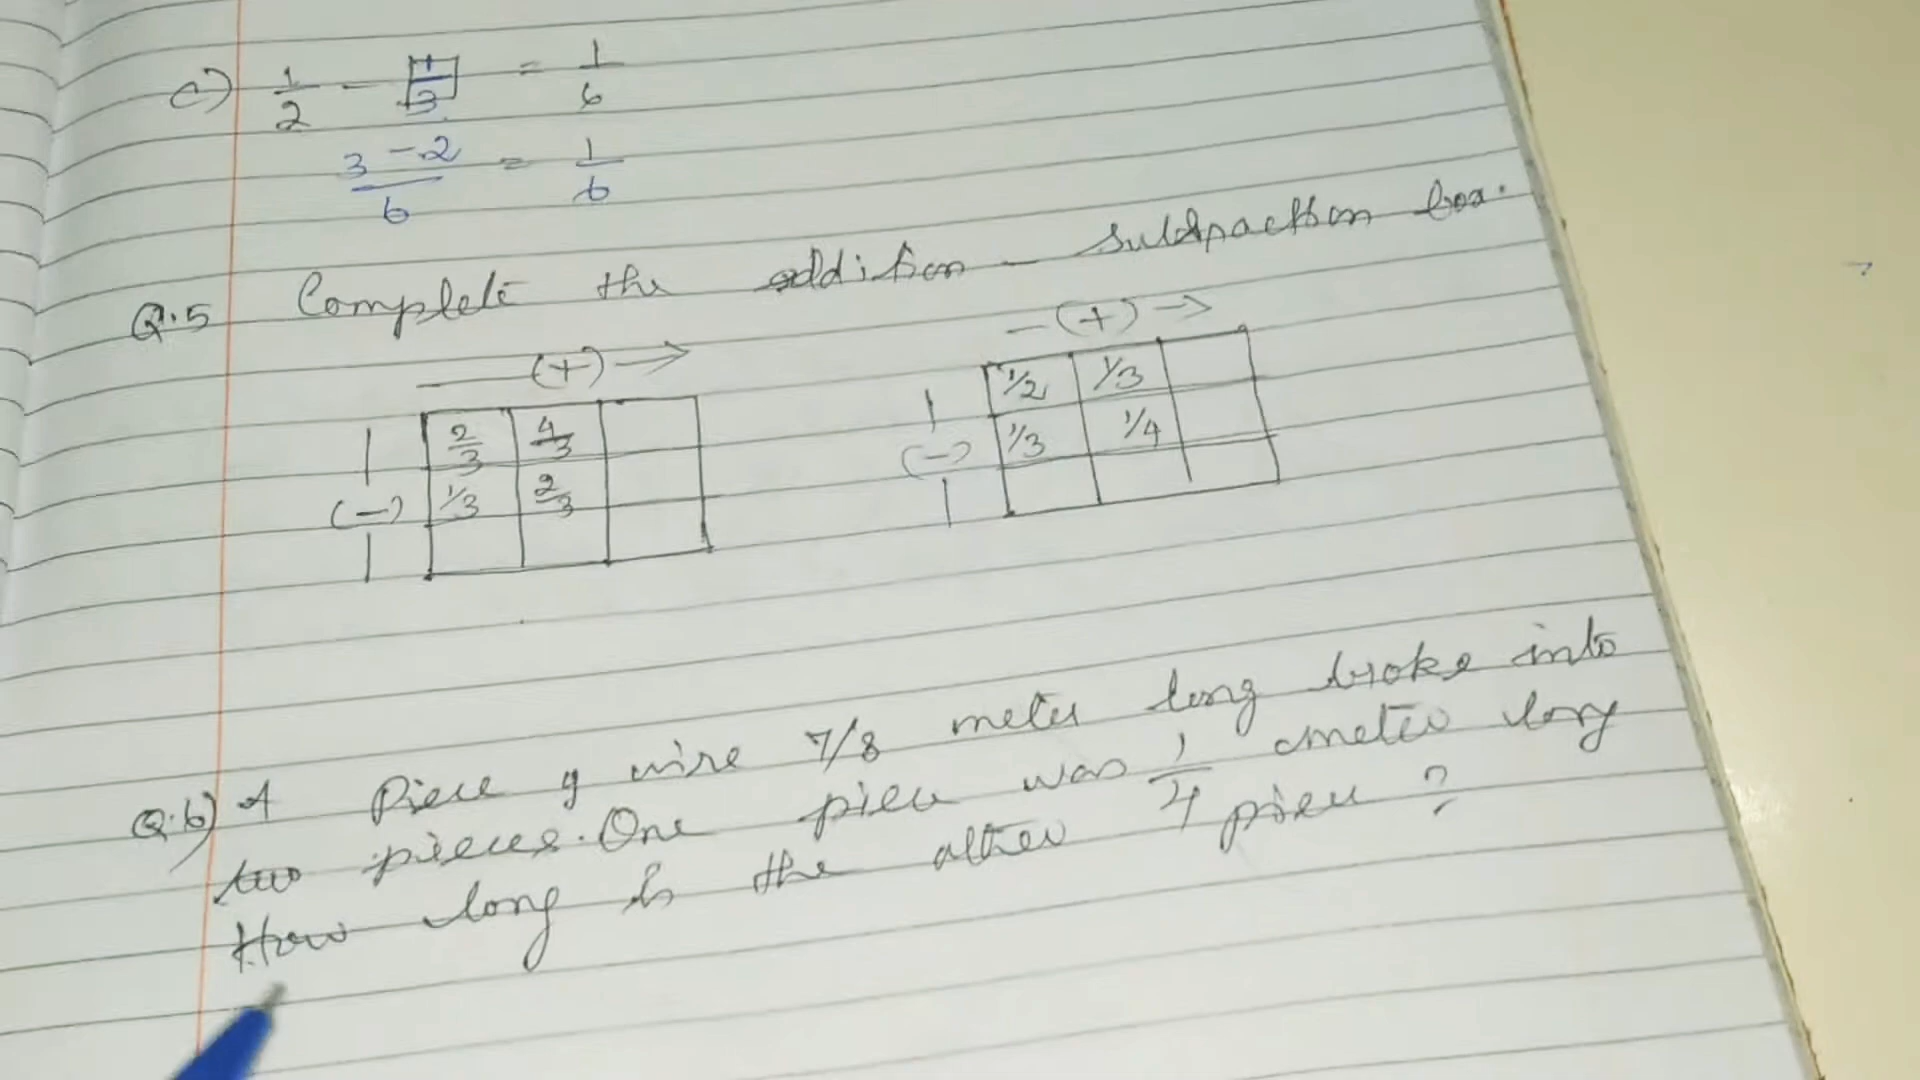 c) 1/2 - 1/3 = 1/6
3-2/6 = 1/6
Q.5 Complete the addition - subtraction box.
—(+)→ —(+)→
2/3 4/3 1/2 1/3
(-) 1/3 2/3 (-) 1/3 1/4
Q.6) A Piece of wire 7/8 meter long broke into
two pieces. One piece was 1/4 meter long
How long is the other piece ?